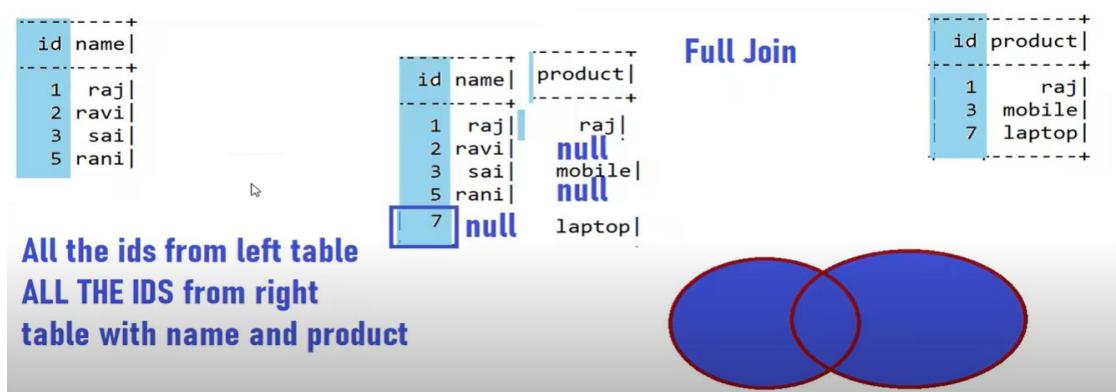 id name|
1 raj|
2 ravi|
3 sai|
5 rani|
id name| product|
1 raj| raj|
2 ravi| null
3 sai| mobile|
5 rani| null
7 null laptop|
Full Join
id product|
1 raj|
3 mobile|
7 laptop|
All the ids from left table
ALL THE IDS from right
table with name and product